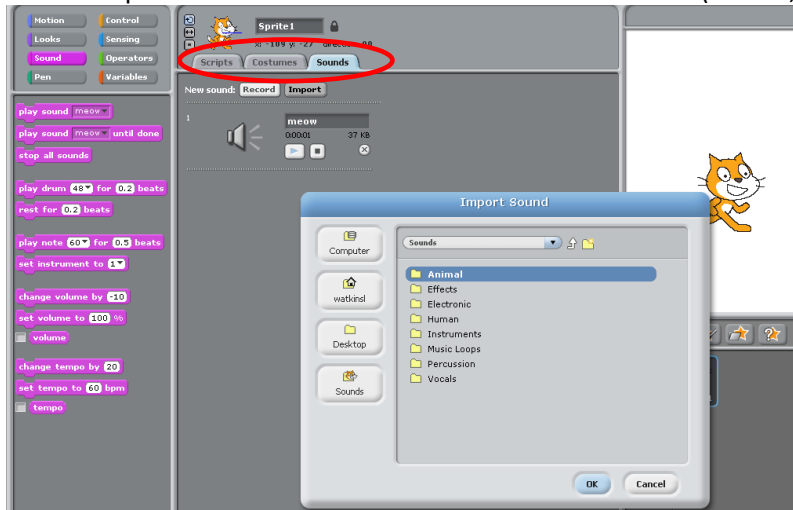 Motion Control
Looks Sensing
Sound Operators
Pen Variables
Sprite1
x: -109 y: -27
Scripts Costumes Sounds
New sound: Record Import
1
meow
0:00:01 37 KB
play sound meow
play sound meow until done
stop all sounds
play drum 48 for 0.2 beats
rest for 0.2 beats
play note 60 for 0.5 beats
set instrument to 1
change volume by -10
set volume to 100 %
volume
change tempo by 20
set tempo to 60 bpm
tempo
Import Sound
Computer
watkinsl
Desktop
Sounds
Sounds
Animal
Effects
Electronic
Human
Instruments
Music Loops
Percussion
Vocals
OK Cancel